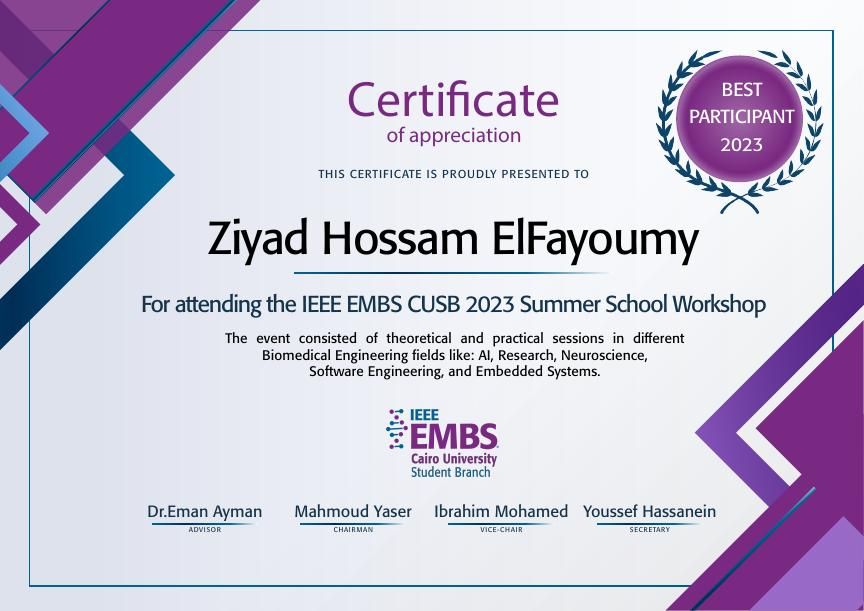 Certificate
of appreciation
BEST
PARTICIPANT
2023
THIS CERTIFICATE IS PROUDLY PRESENTED TO
Ziyad Hossam ElFayoumy
For attending the IEEE EMBS CUSB 2023 Summer School Workshop
The event consisted of theoretical and practical sessions in different
Biomedical Engineering fields like: AI, Research, Neuroscience,
Software Engineering, and Embedded Systems.
IEEE
EMBS
Cairo University
Student Branch
Dr.Eman Ayman
ADVISOR
Mahmoud Yaser
CHAIRMAN
Ibrahim Mohamed
VICE-CHAIR
Youssef Hassanein
SECRETARY